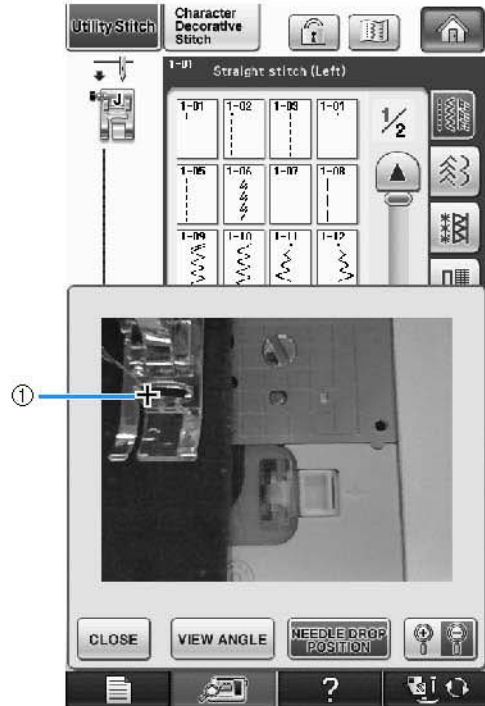 Utility Stitch
Character
Decorative
Stitch
1-01
Straight stitch (Left)
J
1-01 1-02 1-03 1-04
1/2
1-05 1-06 1-07 1-08
1-09 1-10 1-11 1-12
①
CLOSE
VIEW ANGLE
NEEDLE DROP
POSITION
?